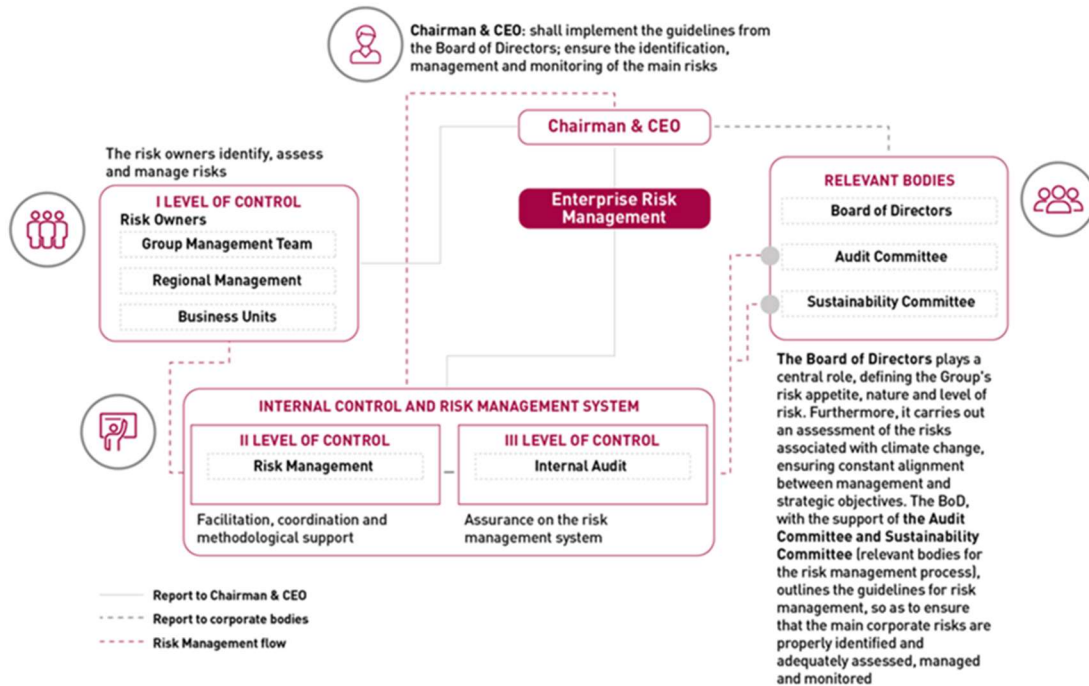 Chairman & CEO: shall implement the guidelines from
the Board of Directors; ensure the identification,
management and monitoring of the main risks
Chairman & CEO
Enterprise Risk
Management
The risk owners identify, assess
and manage risks
I LEVEL OF CONTROL
Risk Owners
Group Management Team
Regional Management
Business Units
RELEVANT BODIES
Board of Directors
Audit Committee
Sustainability Committee
INTERNAL CONTROL AND RISK MANAGEMENT SYSTEM
II LEVEL OF CONTROL
Risk Management
Facilitation, coordination and
methodological support
III LEVEL OF CONTROL
Internal Audit
Assurance on the risk
management system
The Board of Directors plays a
central role, defining the Group's
risk appetite, nature and level of
risk. Furthermore, it carries out
an assessment of the risks
associated with climate change,
ensuring constant alignment
between management and
strategic objectives. The BoD,
with the support of the Audit
Committee and Sustainability
Committee (relevant bodies for
the risk management process),
outlines the guidelines for risk
management, so as to ensure
that the main corporate risks are
properly identified and
adequately assessed, managed
and monitored
Report to Chairman & CEO
Report to corporate bodies
Risk Management flow